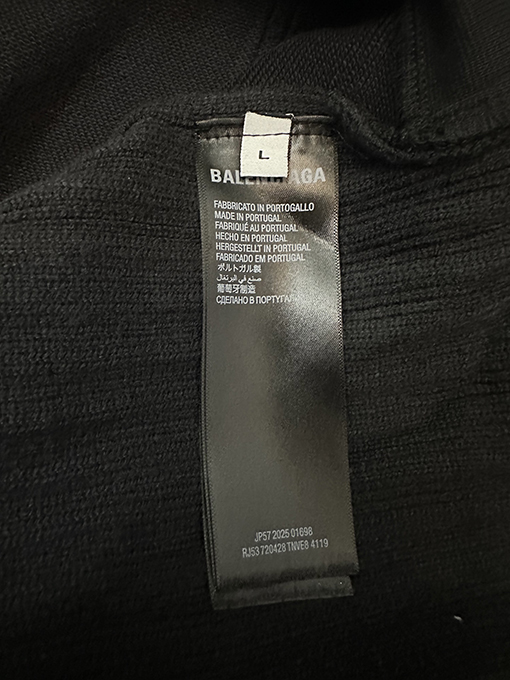 L
BALENCIAGA
FABBRICATO IN PORTOGALLO
MADE IN PORTUGAL
FABRIQUÉ AU PORTUGAL
HECHO EN PORTUGAL
HERGESTELLT IN PORTUGAL
FABRICADO EM PORTUGAL
ポルトガル製
صنع في البرتغال
葡萄牙制造
СДЕЛАНО В ПОРТУГАЛ
JP57 2025 01698
RJ53 720428 TNVE8 4119